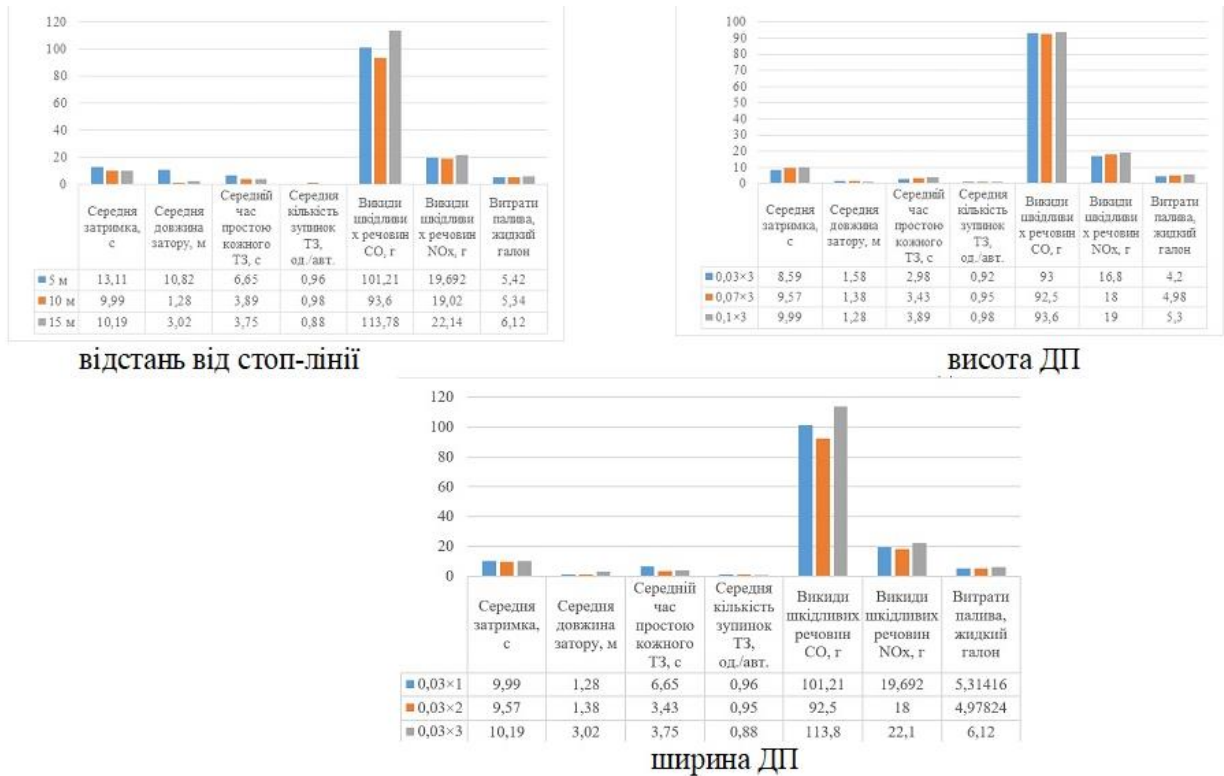 120
100
80
60
40
20
0
Середня затримка, с
Середня довжина затору, м
Середній час простою кожного ТЗ, с
Середня кількість зупинок ТЗ, од./авт.
Викиди шкідливи х речовин CO, г
Викиди шкідливи х речовин NOx, г
Витрати палива, жидкий галон
5 м 13,11 10,82 6,65 0,96 101,21 19,692 5,42
10 м 9,99 1,28 3,89 0,98 93,6 19,02 5,34
15 м 10,19 3,02 3,75 0,88 113,78 22,14 6,12
відстань від стоп-лінії
100
90
80
70
60
50
40
30
20
10
0
Середня затримка, с
Середня довжина затору, м
Середній час простою кожного ТЗ, с
Середня кількість зупинок ТЗ, од./авт.
Викиди шкідливи х речовин CO, г
Викиди шкідливи х речовин NOx, г
Витрати палива, жидкий галон
0,03×3 8,59 1,58 2,98 0,92 93 16,8 4,2
0,07×3 9,57 1,38 3,43 0,95 92,5 18 4,98
0,1×3 9,99 1,28 3,89 0,98 93,6 19 5,3
висота ДП
120
100
80
60
40
20
0
Середня затримка, с
Середня довжина затору, м
Середній час простою кожного ТЗ, с
Середня кількість зупинок ТЗ, од./авт.
Викиди шкідливих речовин CO, г
Викиди шкідливих речовин NOx, г
Витрати палива, жидкий галон
0,03×1 9,99 1,28 6,65 0,96 101,21 19,692 5,31416
0,03×2 9,57 1,38 3,43 0,95 92,5 18 4,97824
0,03×3 10,19 3,02 3,75 0,88 113,8 22,1 6,12
ширина ДП